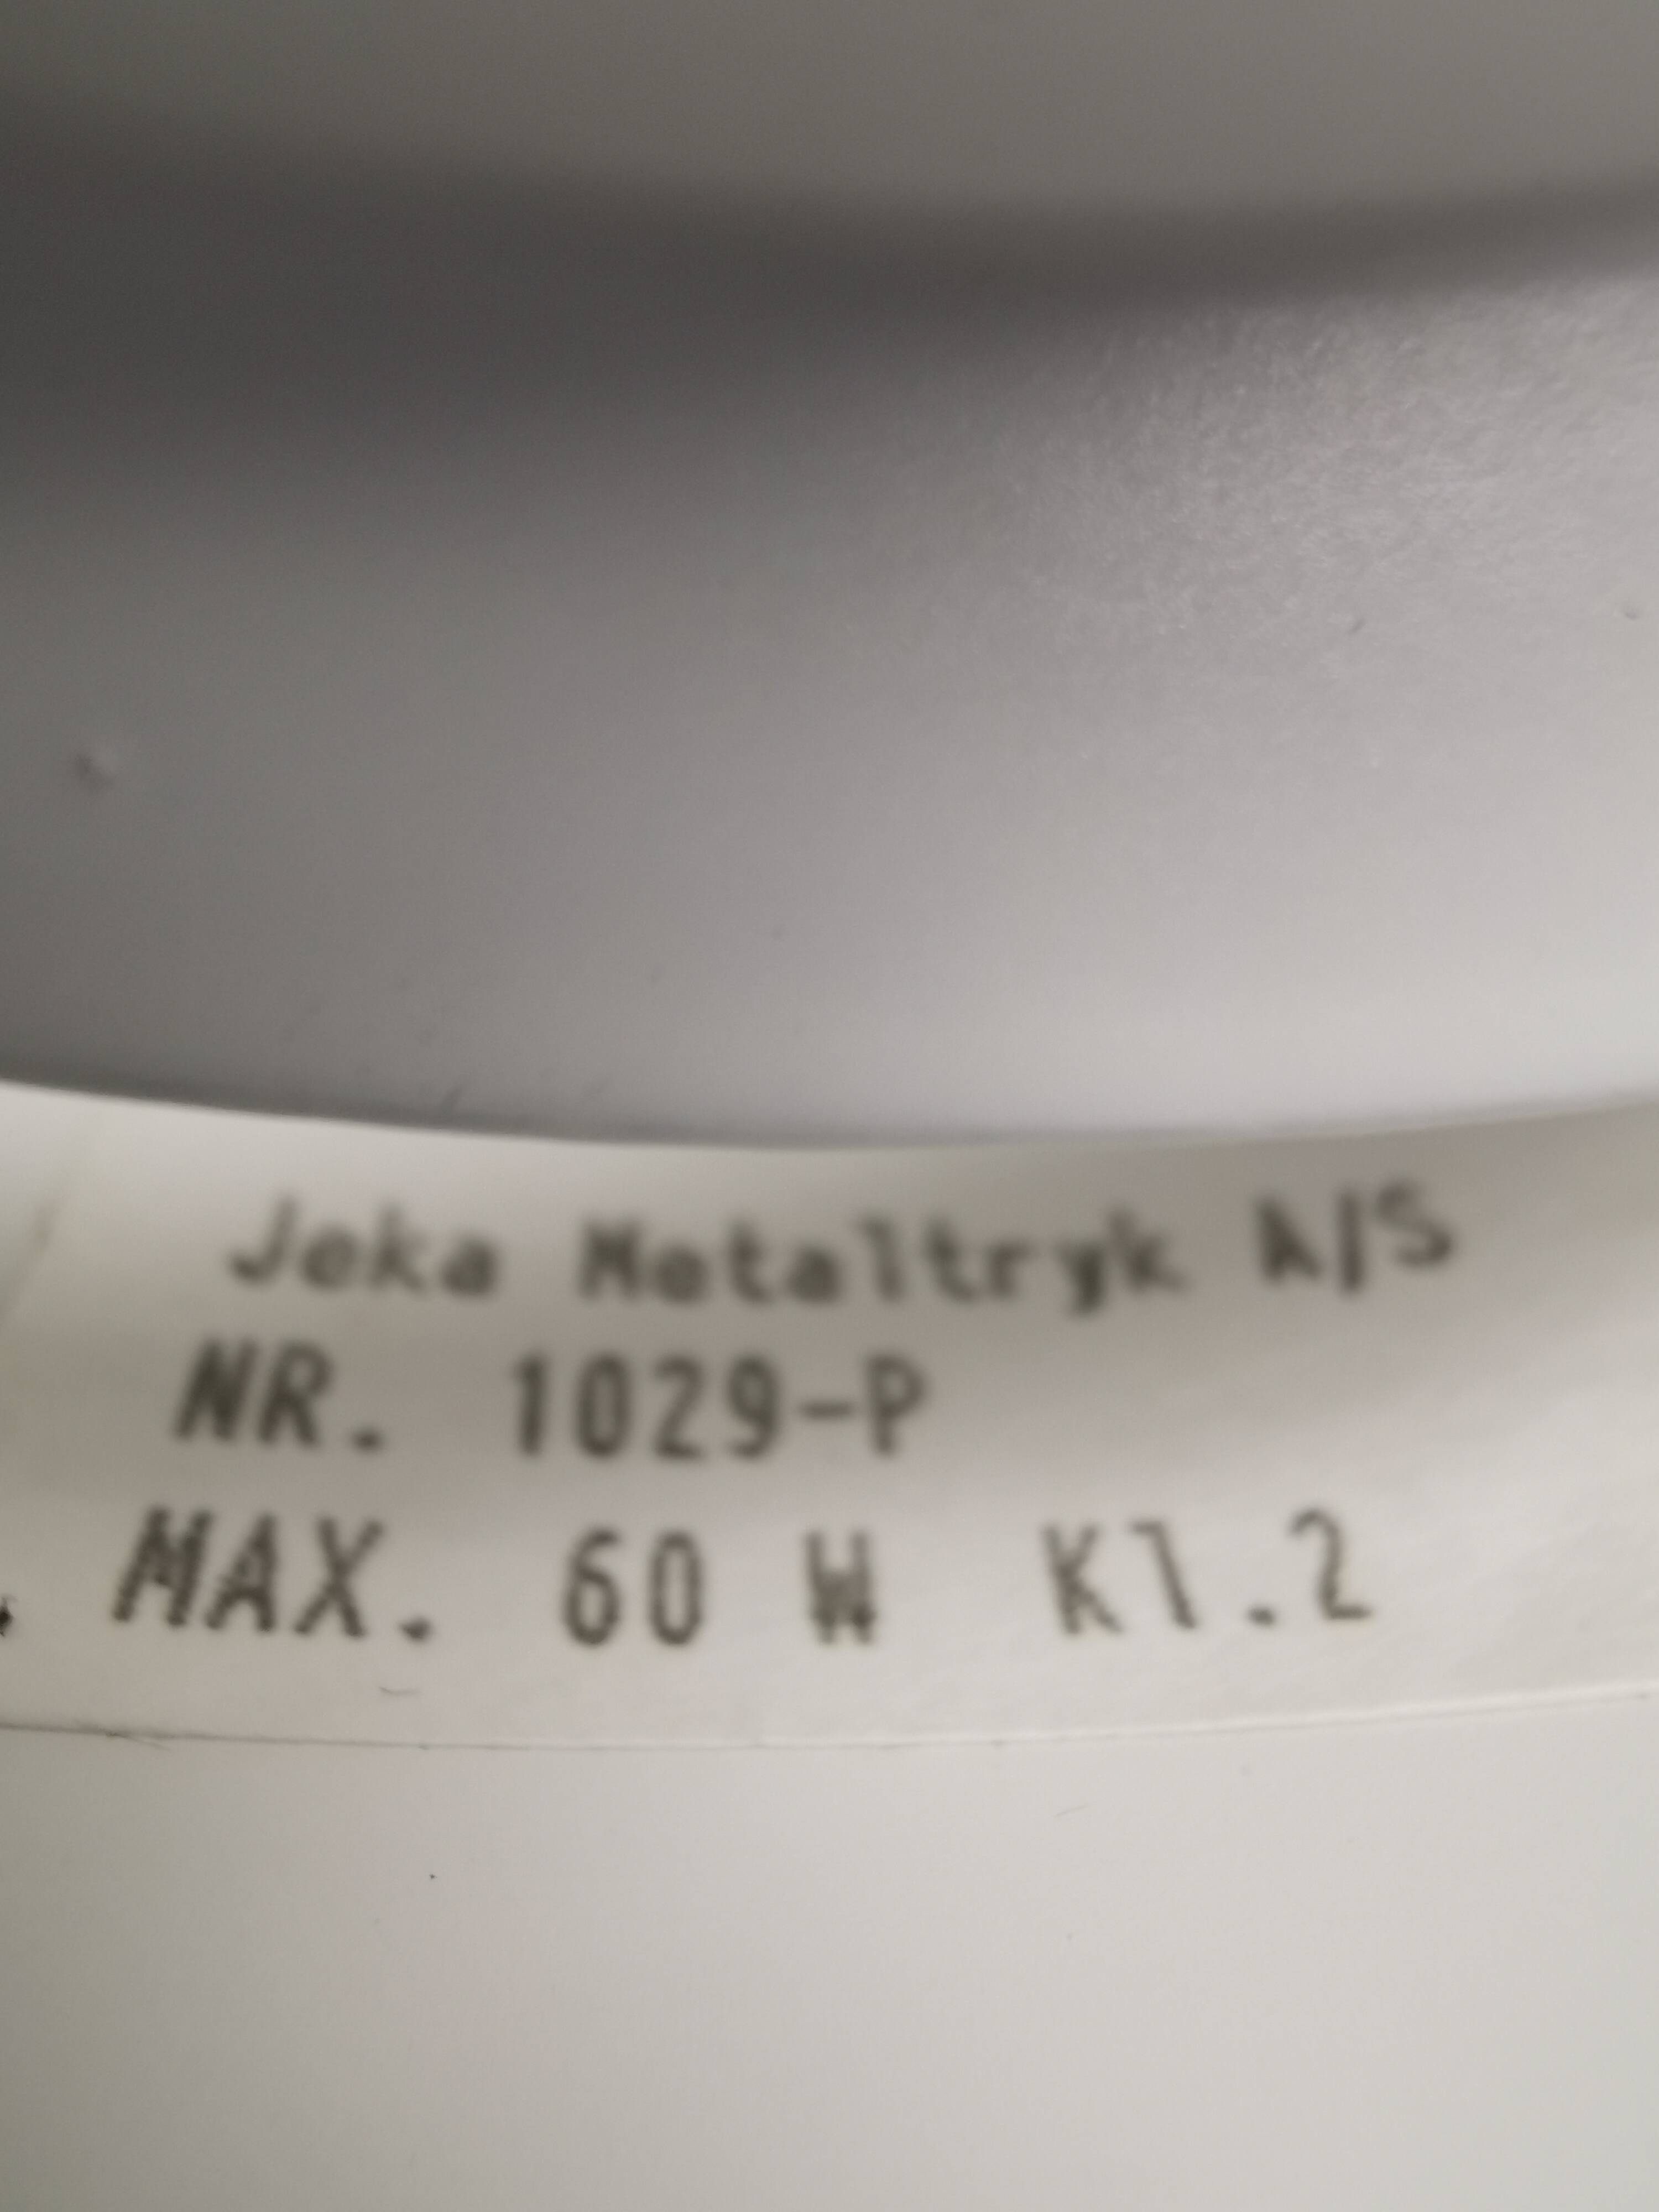 Jeka Metaltryk A/S
NR. 1029-P
MAX. 60 W Kl.2